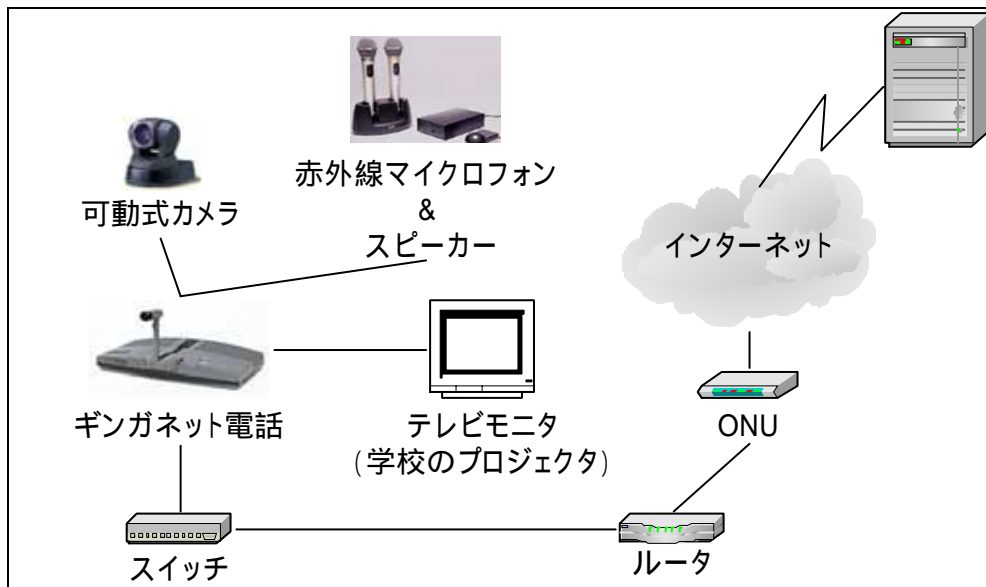 赤外線マイクロフォン
&
スピーカー
可動式カメラ
インターネット
ギンガネット電話
テレビモニタ
(学校のプロジェクタ)
ONU
スイッチ
ルータ